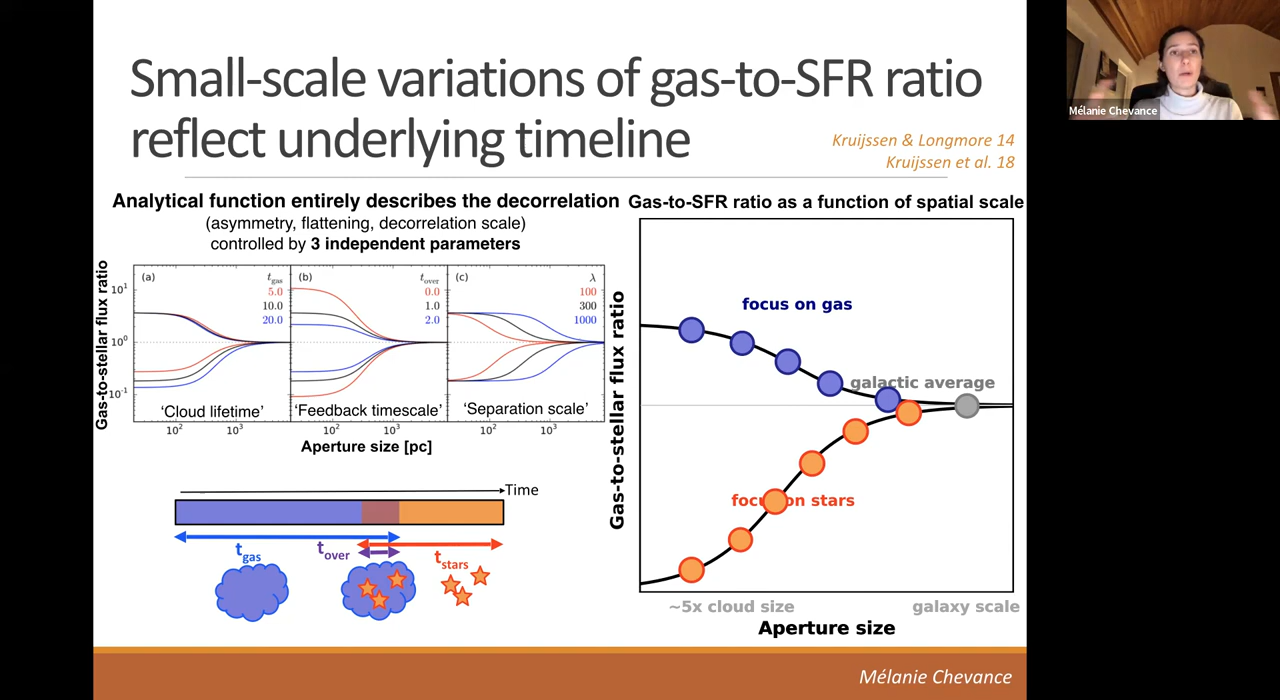 Small-scale variations of gas-to-SFR ratio
reflect underlying timeline
Kruijssen & Longmore 14
Kruijssen et al. 18
Mélanie Chevance
Analytical function entirely describes the decorrelation
(asymmetry, flattening, decorrelation scale)
controlled by 3 independent parameters
Gas-to-stellar flux ratio
10¹
10⁰
10⁻¹
(a)
t_gas
5.0
10.0
20.0
'Cloud lifetime'
(b)
t_over
0.0
1.0
2.0
'Feedback timescale'
(c)
λ
100
300
1000
'Separation scale'
10² 10³ 10² 10³ 10² 10³
Aperture size [pc]
Time
t_gas
t_over
t_stars
Gas-to-SFR ratio as a function of spatial scale
Gas-to-stellar flux ratio
focus on gas
galactic average
focus on stars
~5x cloud size galaxy scale
Aperture size
Mélanie Chevance